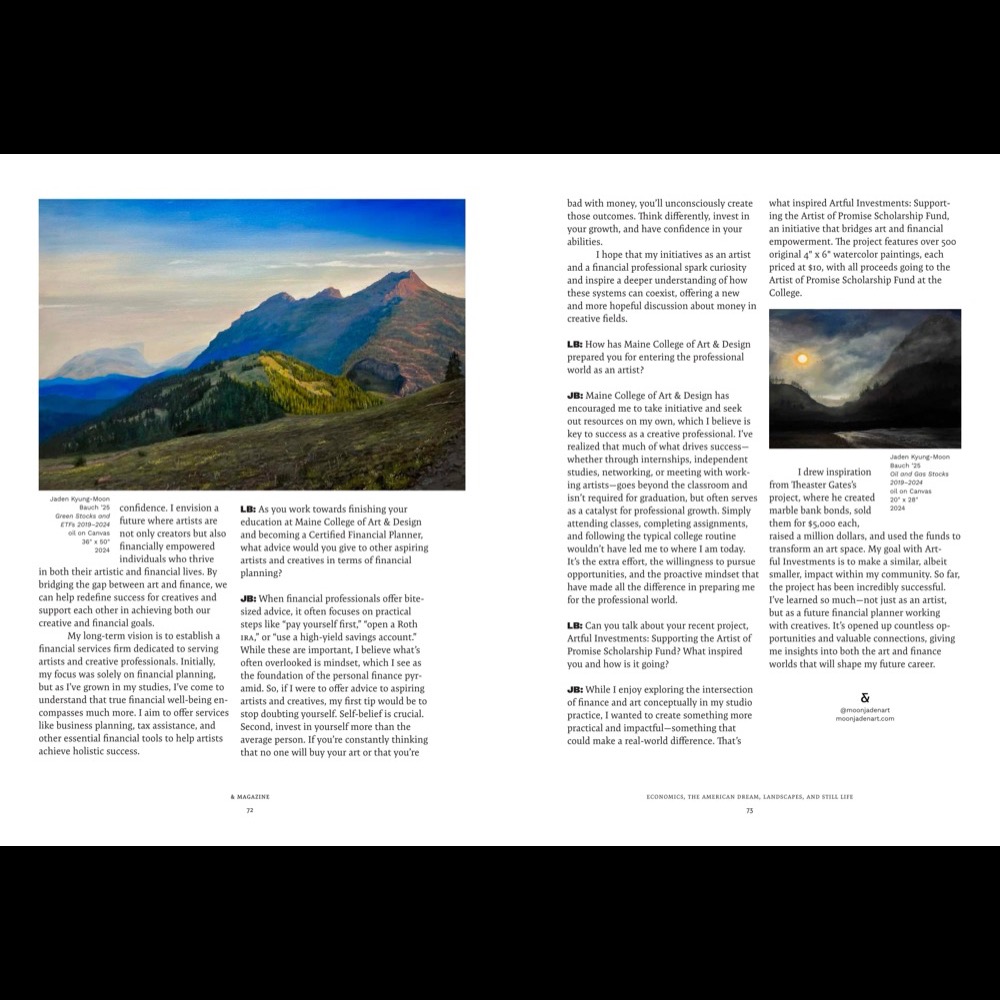 Jaden Kyung-Moon
Bauch '25
Green Stocks and
ETFs 2019–2024
oil on Canvas
36" x 50"
2024
confidence. I envision a
future where artists are
not only creators but also
financially empowered
individuals who thrive
in both their artistic and financial lives. By
bridging the gap between art and finance, we
can help redefine success for creatives and
support each other in achieving both our
creative and financial goals.
My long-term vision is to establish a
financial services firm dedicated to serving
artists and creative professionals. Initially,
my focus was solely on financial planning,
but as I've grown in my studies, I've come to
understand that true financial well-being en-
compasses much more. I aim to offer services
like business planning, tax assistance, and
other essential financial tools to help artists
achieve holistic success.
LB: As you work towards finishing your
education at Maine College of Art & Design
and becoming a Certified Financial Planner,
what advice would you give to other aspiring
artists and creatives in terms of financial
planning?
JB: When financial professionals offer bite-
sized advice, it often focuses on practical
steps like "pay yourself first," "open a Roth
IRA," or "use a high-yield savings account."
While these are important, I believe what's
often overlooked is mindset, which I see as
the foundation of the personal finance pyr-
amid. So, if I were to offer advice to aspiring
artists and creatives, my first tip would be to
stop doubting yourself. Self-belief is crucial.
Second, invest in yourself more than the
average person. If you're constantly thinking
that no one will buy your art or that you're
& MAGAZINE
72
bad with money, you'll unconsciously create
those outcomes. Think differently, invest in
your growth, and have confidence in your
abilities.
I hope that my initiatives as an artist
and a financial professional spark curiosity
and inspire a deeper understanding of how
these systems can coexist, offering a new
and more hopeful discussion about money in
creative fields.
LB: How has Maine College of Art & Design
prepared you for entering the professional
world as an artist?
JB: Maine College of Art & Design has
encouraged me to take initiative and seek
out resources on my own, which I believe is
key to success as a creative professional. I've
realized that much of what drives success—
whether through internships, independent
studies, networking, or meeting with work-
ing artists—goes beyond the classroom and
isn't required for graduation, but often serves
as a catalyst for professional growth. Simply
attending classes, completing assignments,
and following the typical college routine
wouldn't have led me to where I am today.
It's the extra effort, the willingness to pursue
opportunities, and the proactive mindset that
have made all the difference in preparing me
for the professional world.
LB: Can you talk about your recent project,
Artful Investments: Supporting the Artist of
Promise Scholarship Fund? What inspired
you and how is it going?
JB: While I enjoy exploring the intersection
of finance and art conceptually in my studio
practice, I wanted to create something more
practical and impactful—something that
could make a real-world difference. That's
what inspired Artful Investments: Support-
ing the Artist of Promise Scholarship Fund,
an initiative that bridges art and financial
empowerment. The project features over 500
original 4" x 6" watercolor paintings, each
priced at $10, with all proceeds going to the
Artist of Promise Scholarship Fund at the
College.
Jaden Kyung-Moon
Bauch '25
Oil and Gas Stocks
2019–2024
oil on Canvas
20" x 28"
2024
I drew inspiration
from Theaster Gates's
project, where he created
marble bank bonds, sold
them for $5,000 each,
raised a million dollars, and used the funds to
transform an art space. My goal with Art-
ful Investments is to make a similar, albeit
smaller, impact within my community. So far,
the project has been incredibly successful.
I've learned so much—not just as an artist,
but as a future financial planner working
with creatives. It's opened up countless op-
portunities and valuable connections, giving
me insights into both the art and finance
worlds that will shape my future career.
&
@moonjadenart
moonjadenart.com
ECONOMICS, THE AMERICAN DREAM, LANDSCAPES, AND STILL LIFE
73